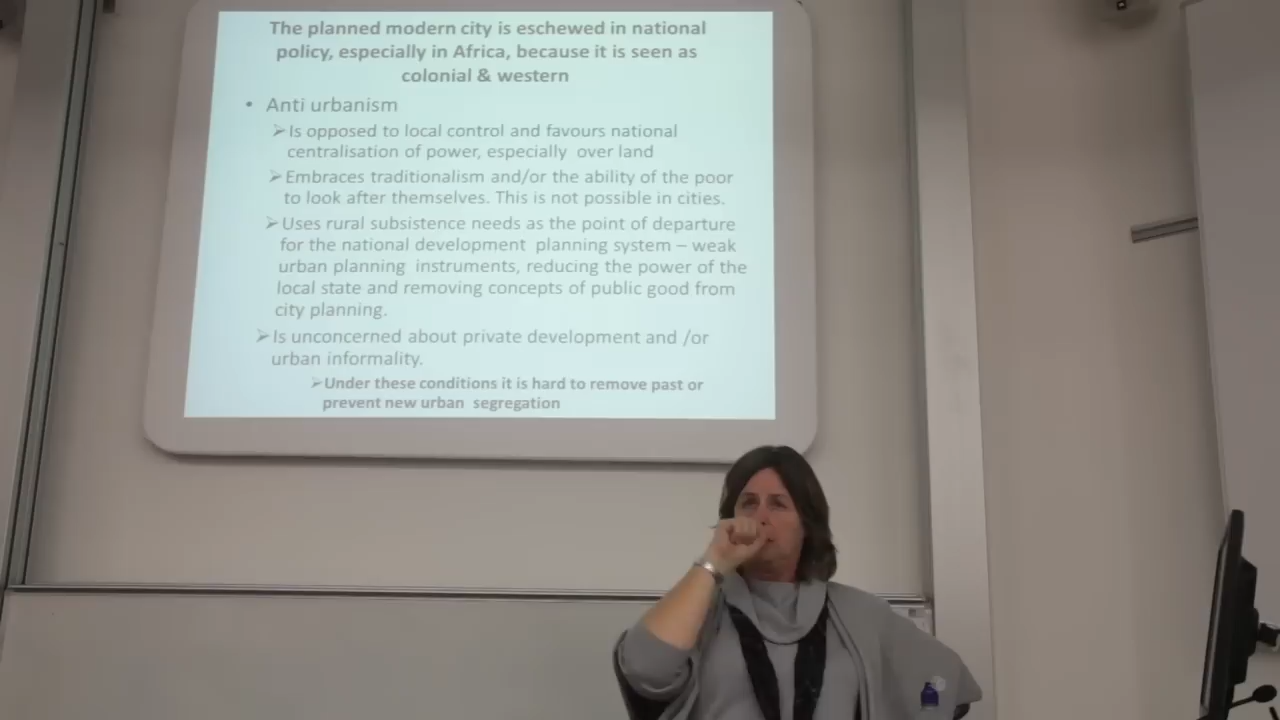 The planned modern city is eschewed in national
policy, especially in Africa, because it is seen as
colonial & western
• Anti urbanism
➢Is opposed to local control and favours national
centralisation of power, especially over land
➢Embraces traditionalism and/or the ability of the poor
to look after themselves. This is not possible in cities.
➢Uses rural subsistence needs as the point of departure
for the national development planning system – weak
urban planning instruments, reducing the power of the
local state and removing concepts of public good from
city planning.
➢Is unconcerned about private development and /or
urban informality.
➢Under these conditions it is hard to remove past or
prevent new urban segregation